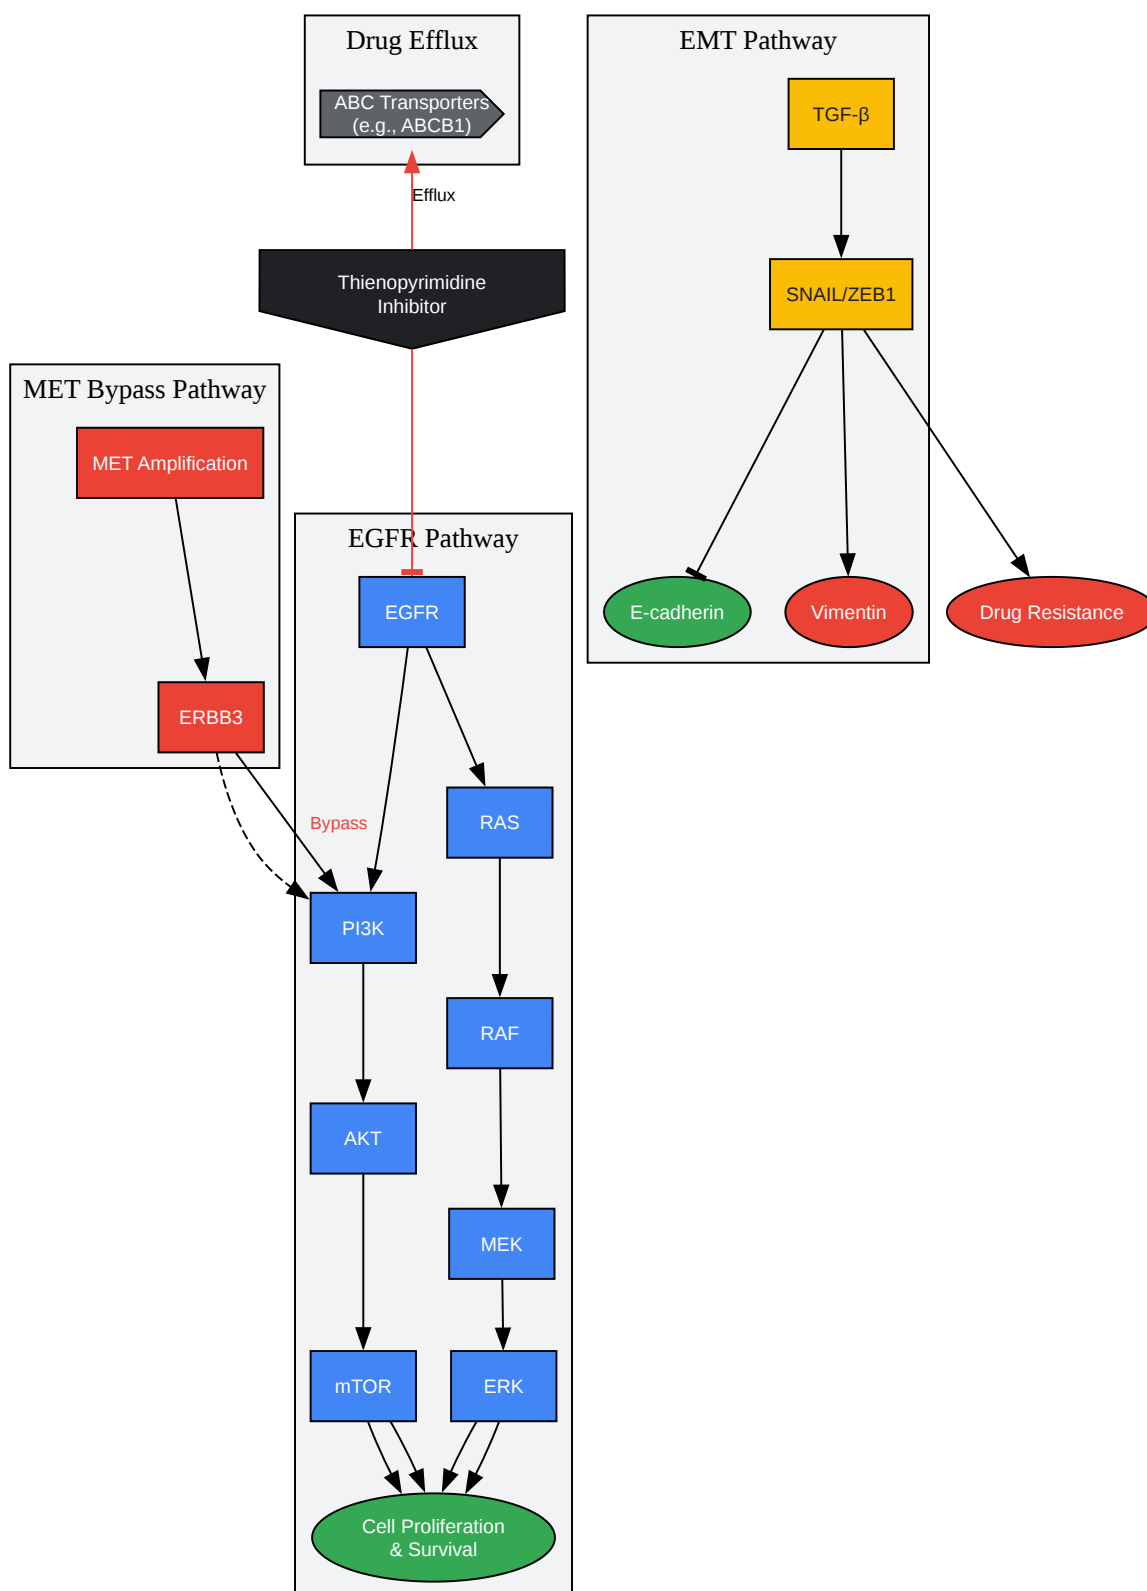 Drug Efflux
ABC Transporters
(e.g., ABCB1)
Efflux
Thienopyrimidine
Inhibitor
EMT Pathway
TGF-β
SNAIL/ZEB1
E-cadherin
Vimentin
Drug Resistance
MET Bypass Pathway
MET Amplification
ERBB3
Bypass
EGFR Pathway
EGFR
RAS
PI3K
RAF
AKT
MEK
mTOR
ERK
Cell Proliferation
& Survival